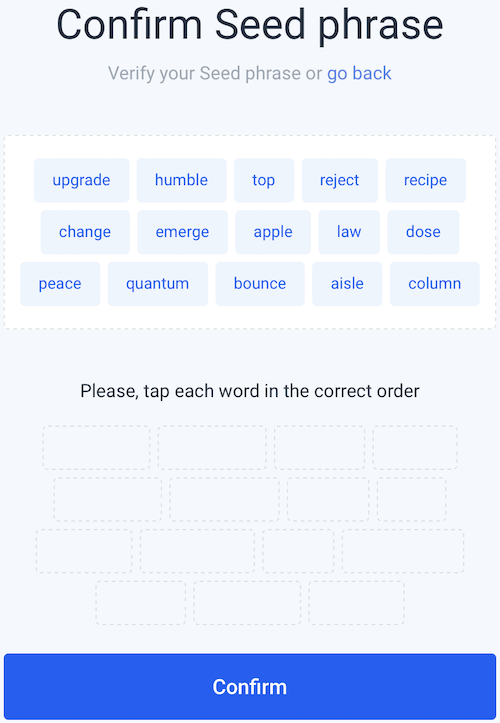 Confirm Seed phrase
Verify your Seed phrase or go back
upgrade humble top reject recipe
change emerge apple law dose
peace quantum bounce aisle column
Please, tap each word in the correct order
Confirm